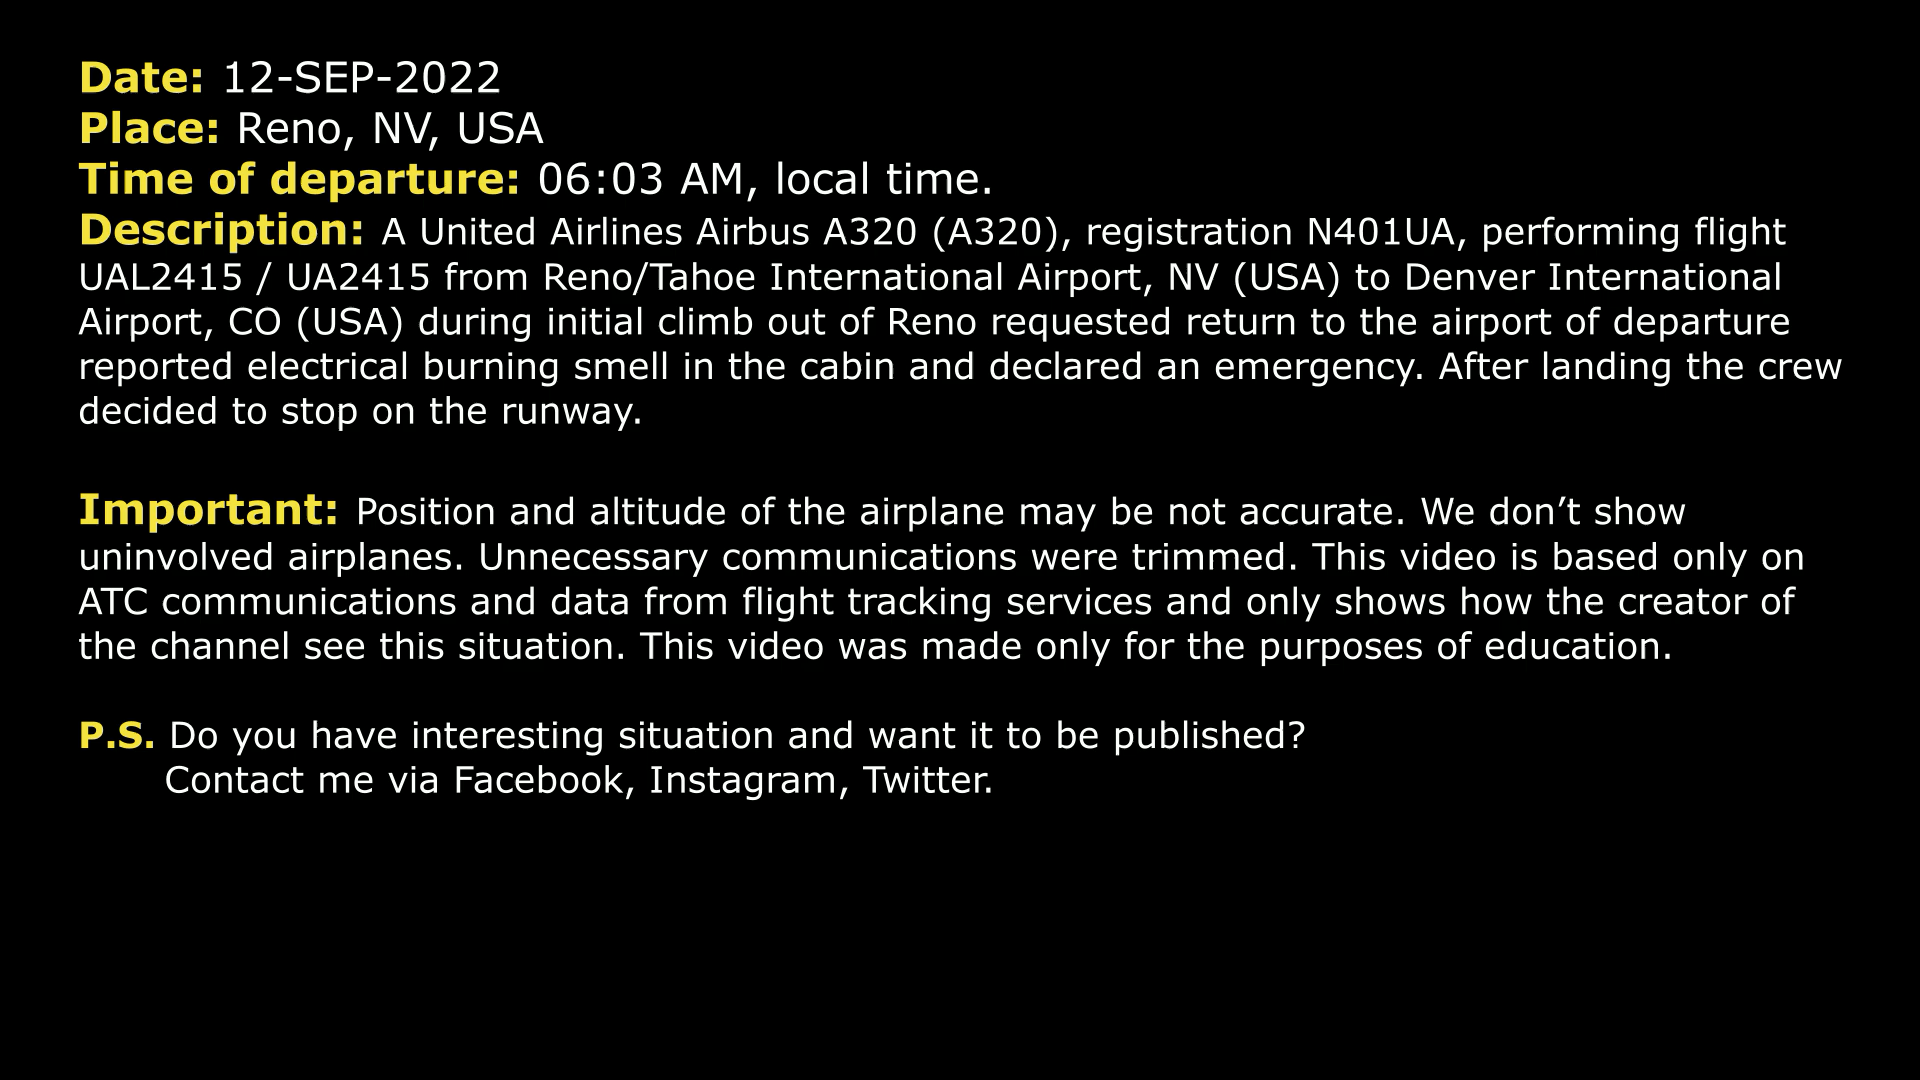 Date: 12-SEP-2022
Place: Reno, NV, USA
Time of departure: 06:03 AM, local time.
Description: A United Airlines Airbus A320 (A320), registration N401UA, performing flight
UAL2415 / UA2415 from Reno/Tahoe International Airport, NV (USA) to Denver International
Airport, CO (USA) during initial climb out of Reno requested return to the airport of departure
reported electrical burning smell in the cabin and declared an emergency. After landing the crew
decided to stop on the runway.
Important: Position and altitude of the airplane may be not accurate. We don’t show
uninvolved airplanes. Unnecessary communications were trimmed. This video is based only on
ATC communications and data from flight tracking services and only shows how the creator of
the channel see this situation. This video was made only for the purposes of education.
P.S. Do you have interesting situation and want it to be published?
Contact me via Facebook, Instagram, Twitter.